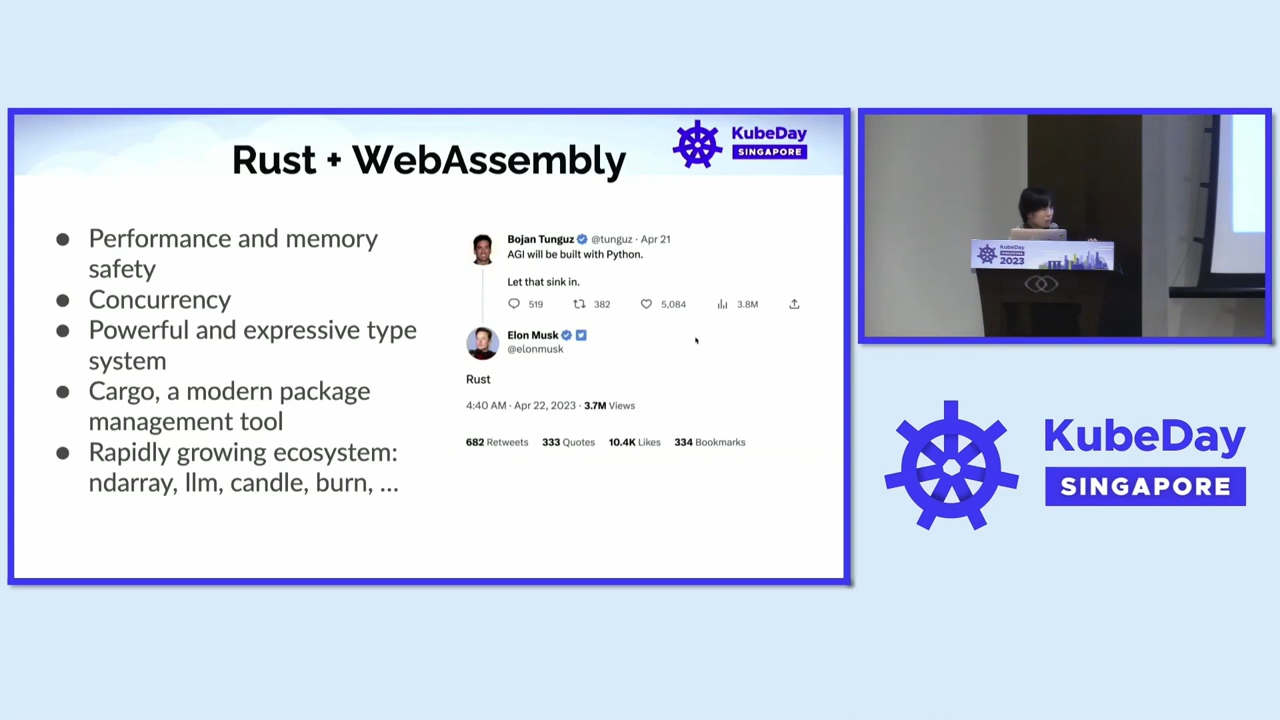 Rust + WebAssembly
KubeDay
SINGAPORE
● Performance and memory
safety
● Concurrency
● Powerful and expressive type
system
● Cargo, a modern package
management tool
● Rapidly growing ecosystem:
ndarray, llm, candle, burn, ...
Bojan Tunguz @tunguz · Apr 21
AGI will be built with Python.
Let that sink in.
519 382 5,084 3.8M
Elon Musk
@elonmusk
Rust
4:40 AM · Apr 22, 2023 · 3.7M Views
682 Retweets 333 Quotes 10.4K Likes 334 Bookmarks
KubeDay
SINGAPORE
2023
KubeDay
SINGAPORE